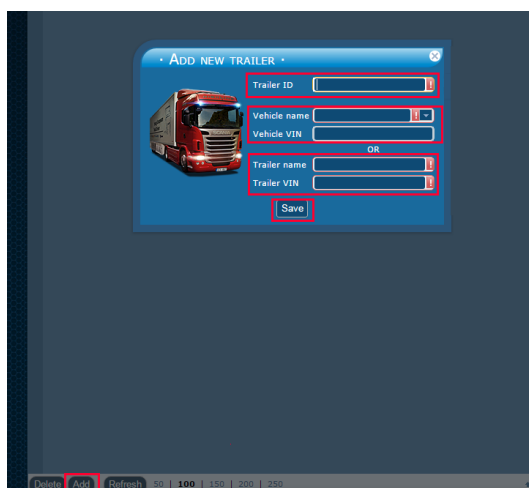 · ADD NEW TRAILER ·
Trailer ID
Vehicle name
Vehicle VIN
OR
Trailer name
Trailer VIN
Save
Delete Add Refresh 50 | 100 | 150 | 200 | 250